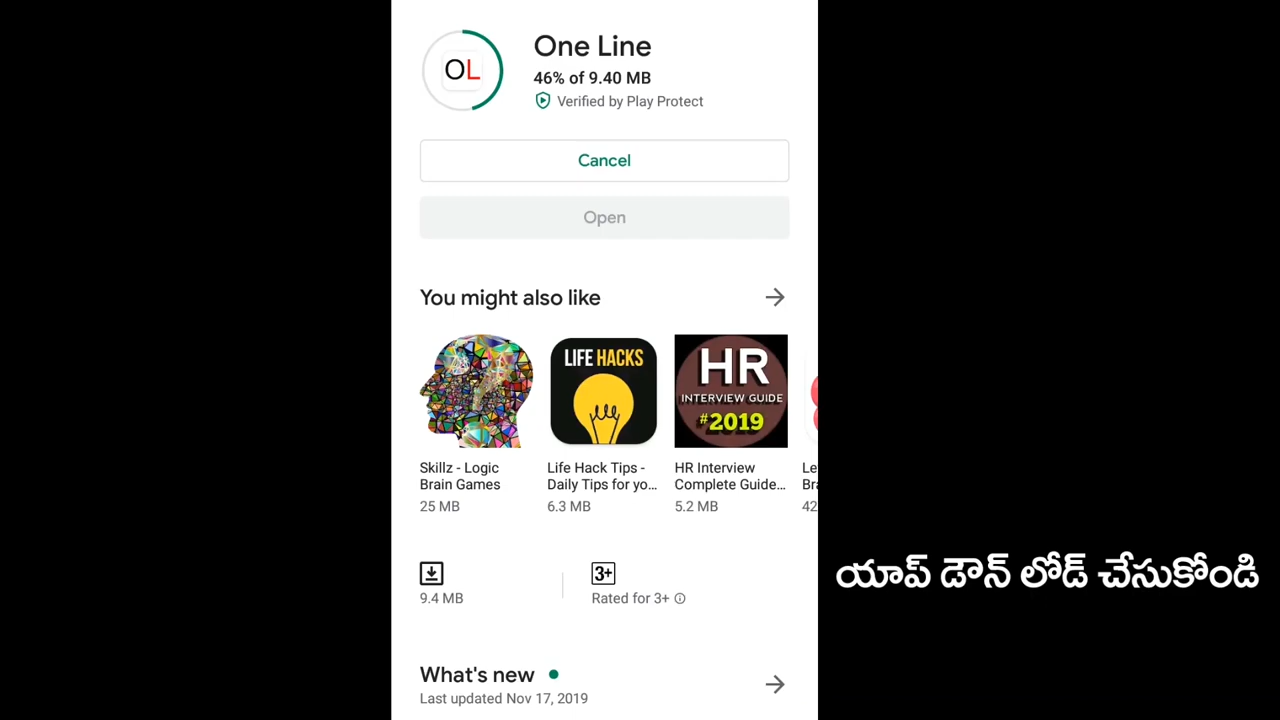 OL
One Line
46% of 9.40 MB
Verified by Play Protect
Cancel
Open
You might also like
LIFE HACKS
HR
INTERVIEW GUIDE
#2019
Skillz - Logic
Brain Games
25 MB
Life Hack Tips -
Daily Tips for yo...
6.3 MB
HR Interview
Complete Guide...
5.2 MB
Le
Bra
42
9.4 MB
3+
Rated for 3+
యాప్ డౌన్ లోడ్ చేసుకోండి
What's new
Last updated Nov 17, 2019